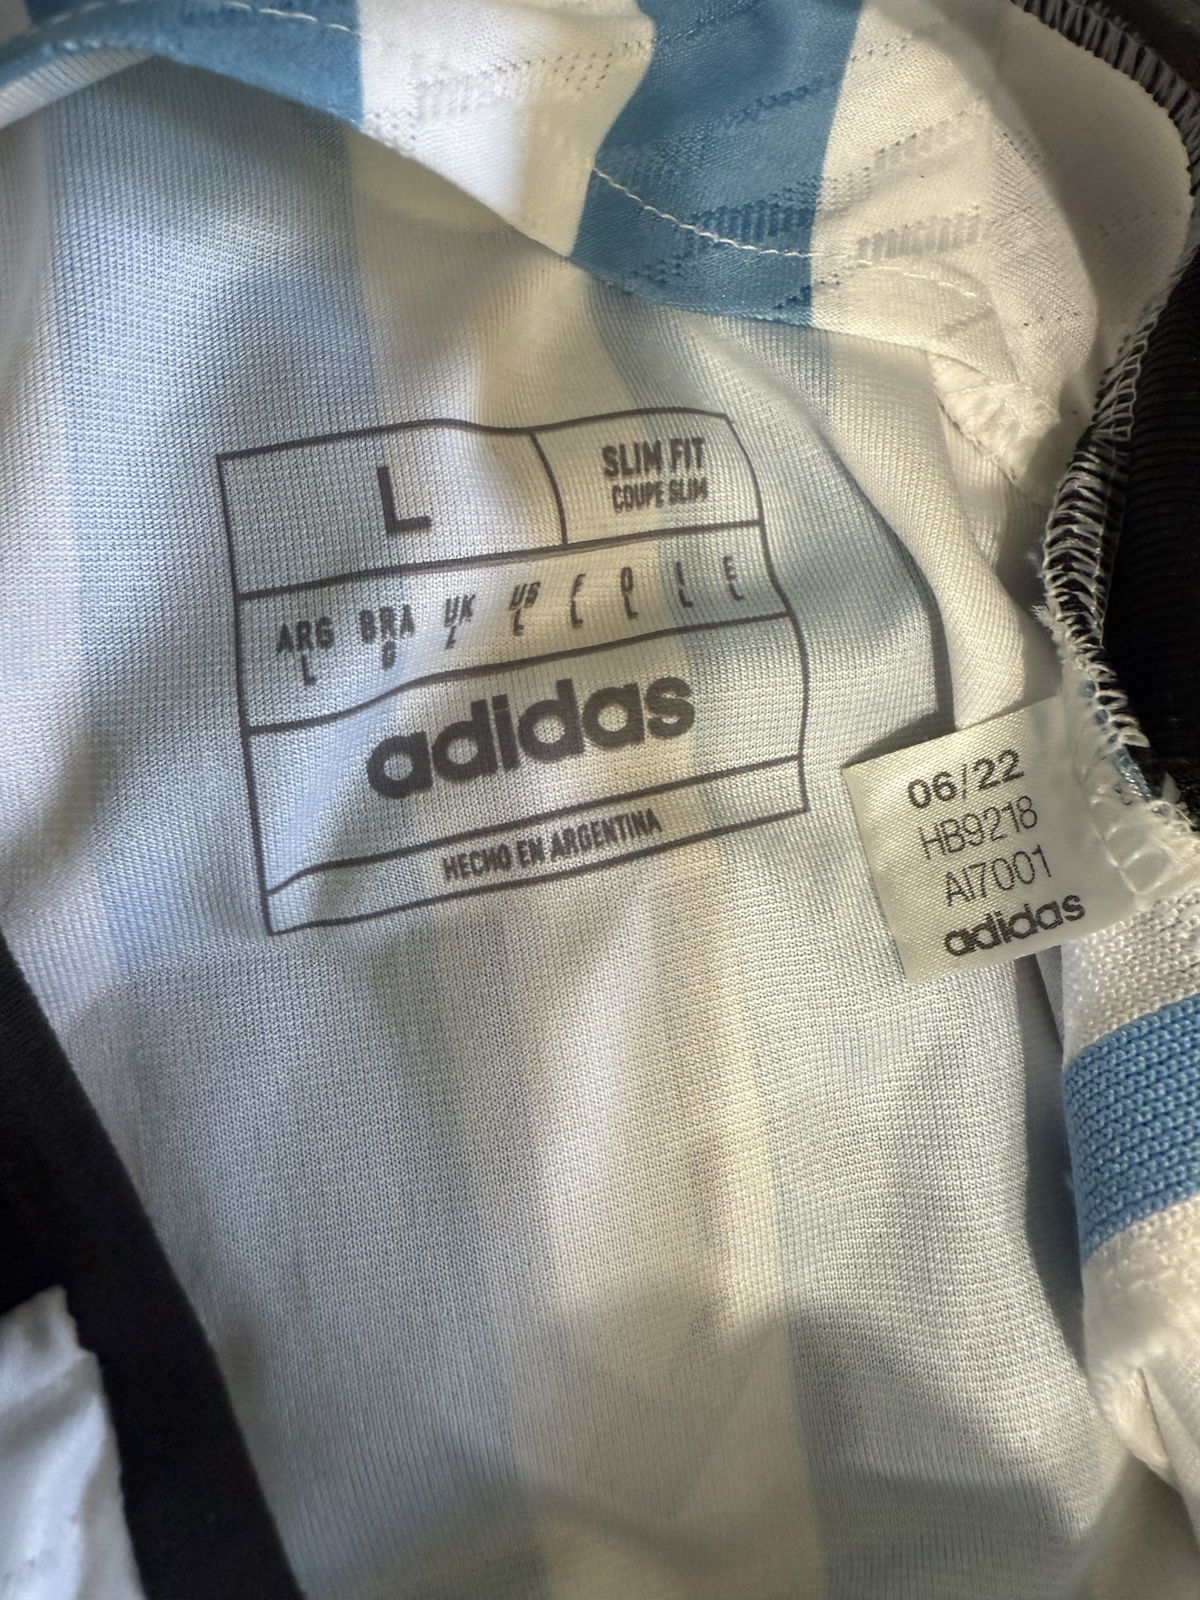 L
SLIM FIT
COUPE SLIM
ARG BRA UK US F D I E
L G L L L L L L
adidas
HECHO EN ARGENTINA
06/22
HB9218
AI7001
adidas